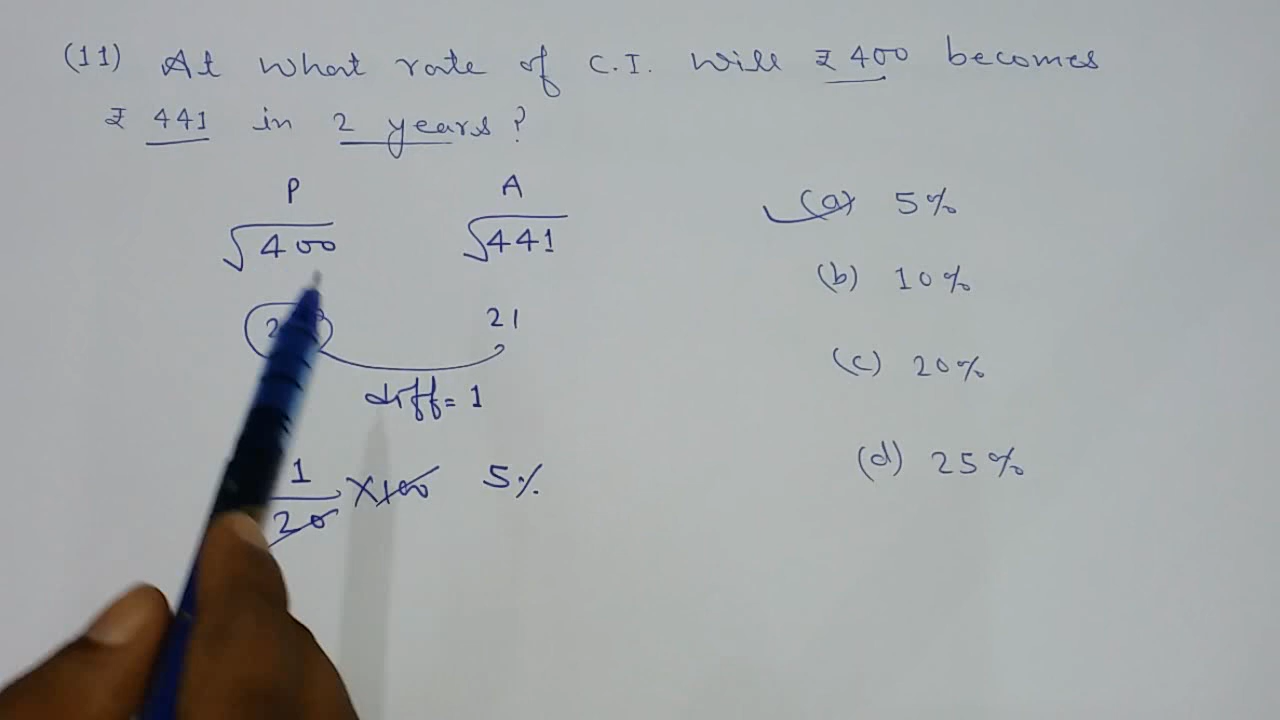 (11) At what rate of C.I. will ₹ 400 becomes
₹ 441 in 2 years?
P A
√400 √441
21
diff = 1
1/20 × 100 5%
(a) 5%
(b) 10%
(c) 20%
(d) 25%